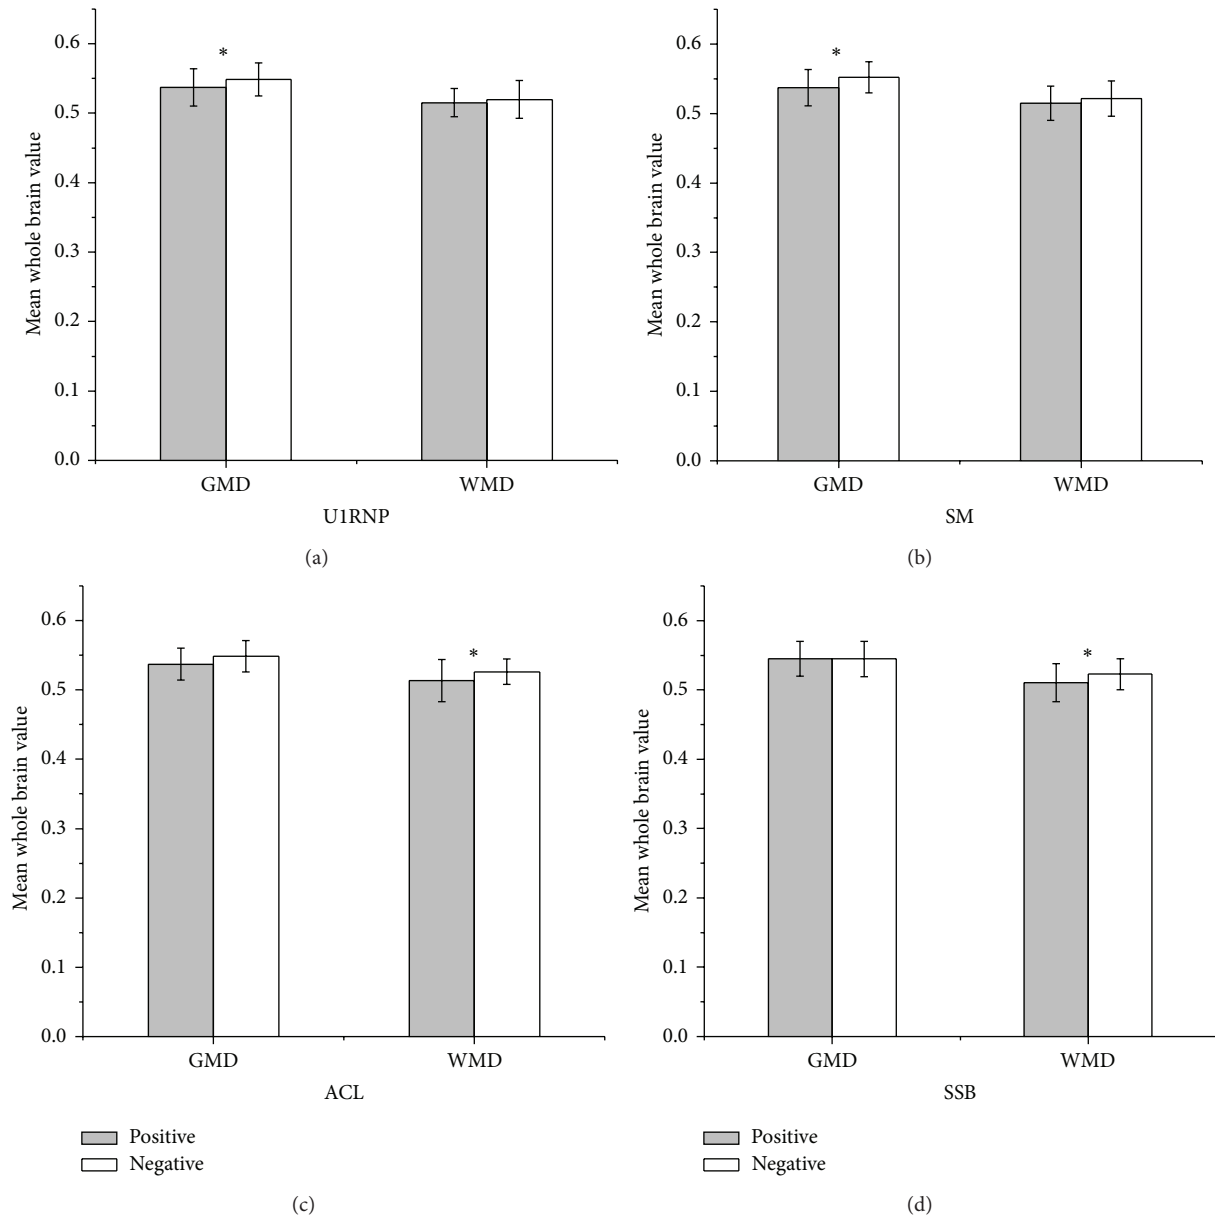 0.6
0.5
0.4
0.3
0.2
0.1
0.0
Mean whole brain value
*
GMD
WMD
U1RNP
(a)
0.6
0.5
0.4
0.3
0.2
0.1
0.0
Mean whole brain value
*
GMD
WMD
SM
(b)
0.6
0.5
0.4
0.3
0.2
0.1
0.0
Mean whole brain value
*
GMD
WMD
ACL
Positive
Negative
(c)
0.6
0.5
0.4
0.3
0.2
0.1
0.0
Mean whole brain value
*
GMD
WMD
SSB
Positive
Negative
(d)